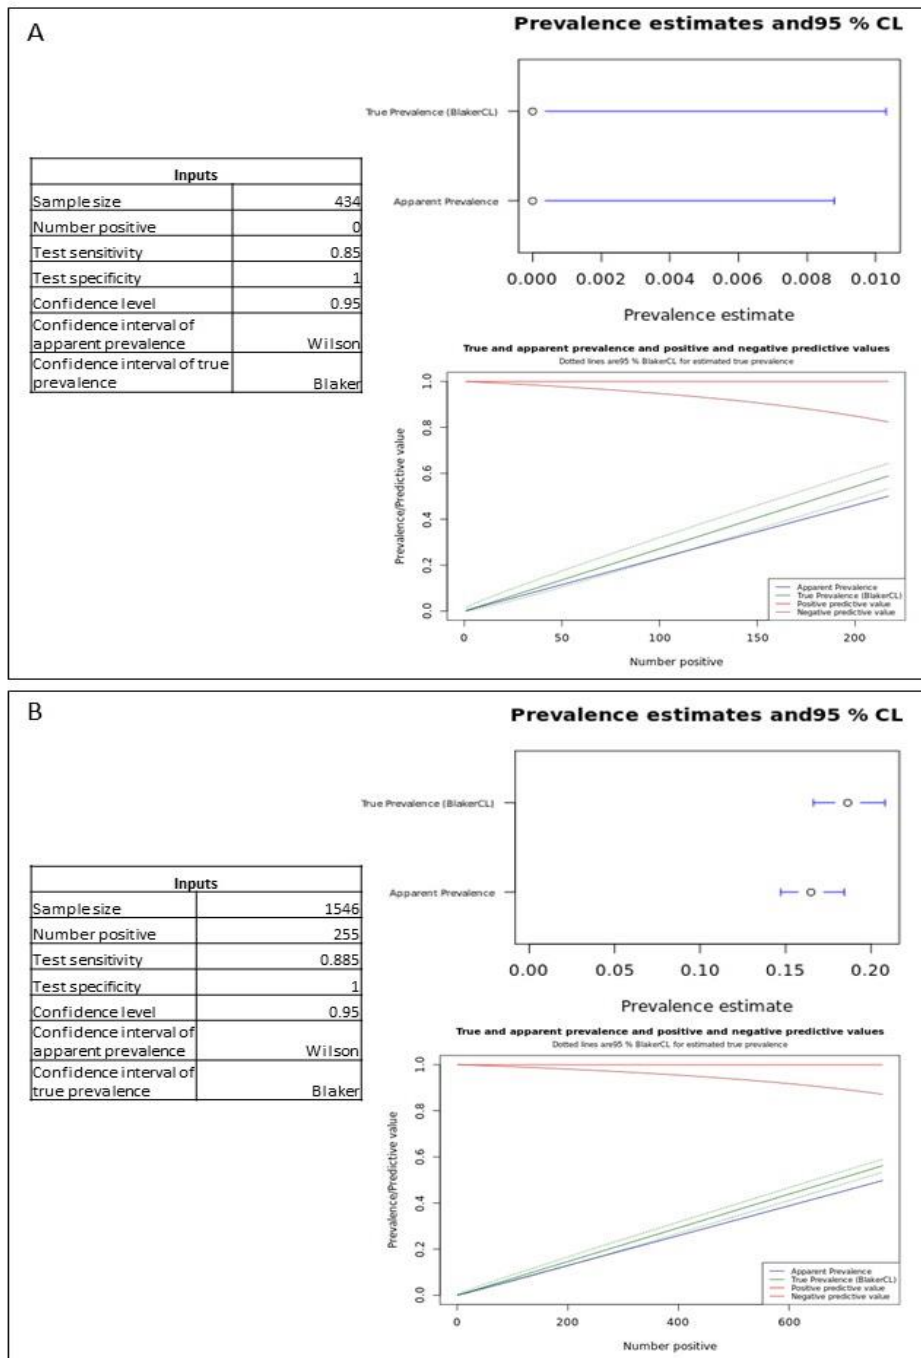 A
Prevalence estimates and95 % CL
True Prevalence (BlakerCL)
Apparent Prevalence
0.000 0.002 0.004 0.006 0.008 0.010
Prevalence estimate
Inputs
Sample size 434
Number positive 0
Test sensitivity 0.85
Test specificity 1
Confidence level 0.95
Confidence interval of
apparent prevalence Wilson
Confidence interval of true
prevalence Blaker
True and apparent prevalence and positive and negative predictive values
Dotted lines are95 % BlakerCL for estimated true prevalence
Prevalence/Predictive value
1.0
0.8
0.6
0.4
0.2
0.0
Apparent Prevalence
True Prevalence (BlakerCL)
Positive predictive value
Negative predictive value
0 50 100 150 200
Number positive
B
Prevalence estimates and95 % CL
True Prevalence (BlakerCL)
Apparent Prevalence
0.00 0.05 0.10 0.15 0.20
Prevalence estimate
Inputs
Sample size 1546
Number positive 255
Test sensitivity 0.885
Test specificity 1
Confidence level 0.95
Confidence interval of
apparent prevalence Wilson
Confidence interval of
true prevalence Blaker
True and apparent prevalence and positive and negative predictive values
Dotted lines are95 % BlakerCL for estimated true prevalence
Prevalence/Predictive value
1.0
0.8
0.6
0.4
0.2
0.0
Apparent Prevalence
True Prevalence (BlakerCL)
Positive predictive value
Negative predictive value
0 200 400 600
Number positive